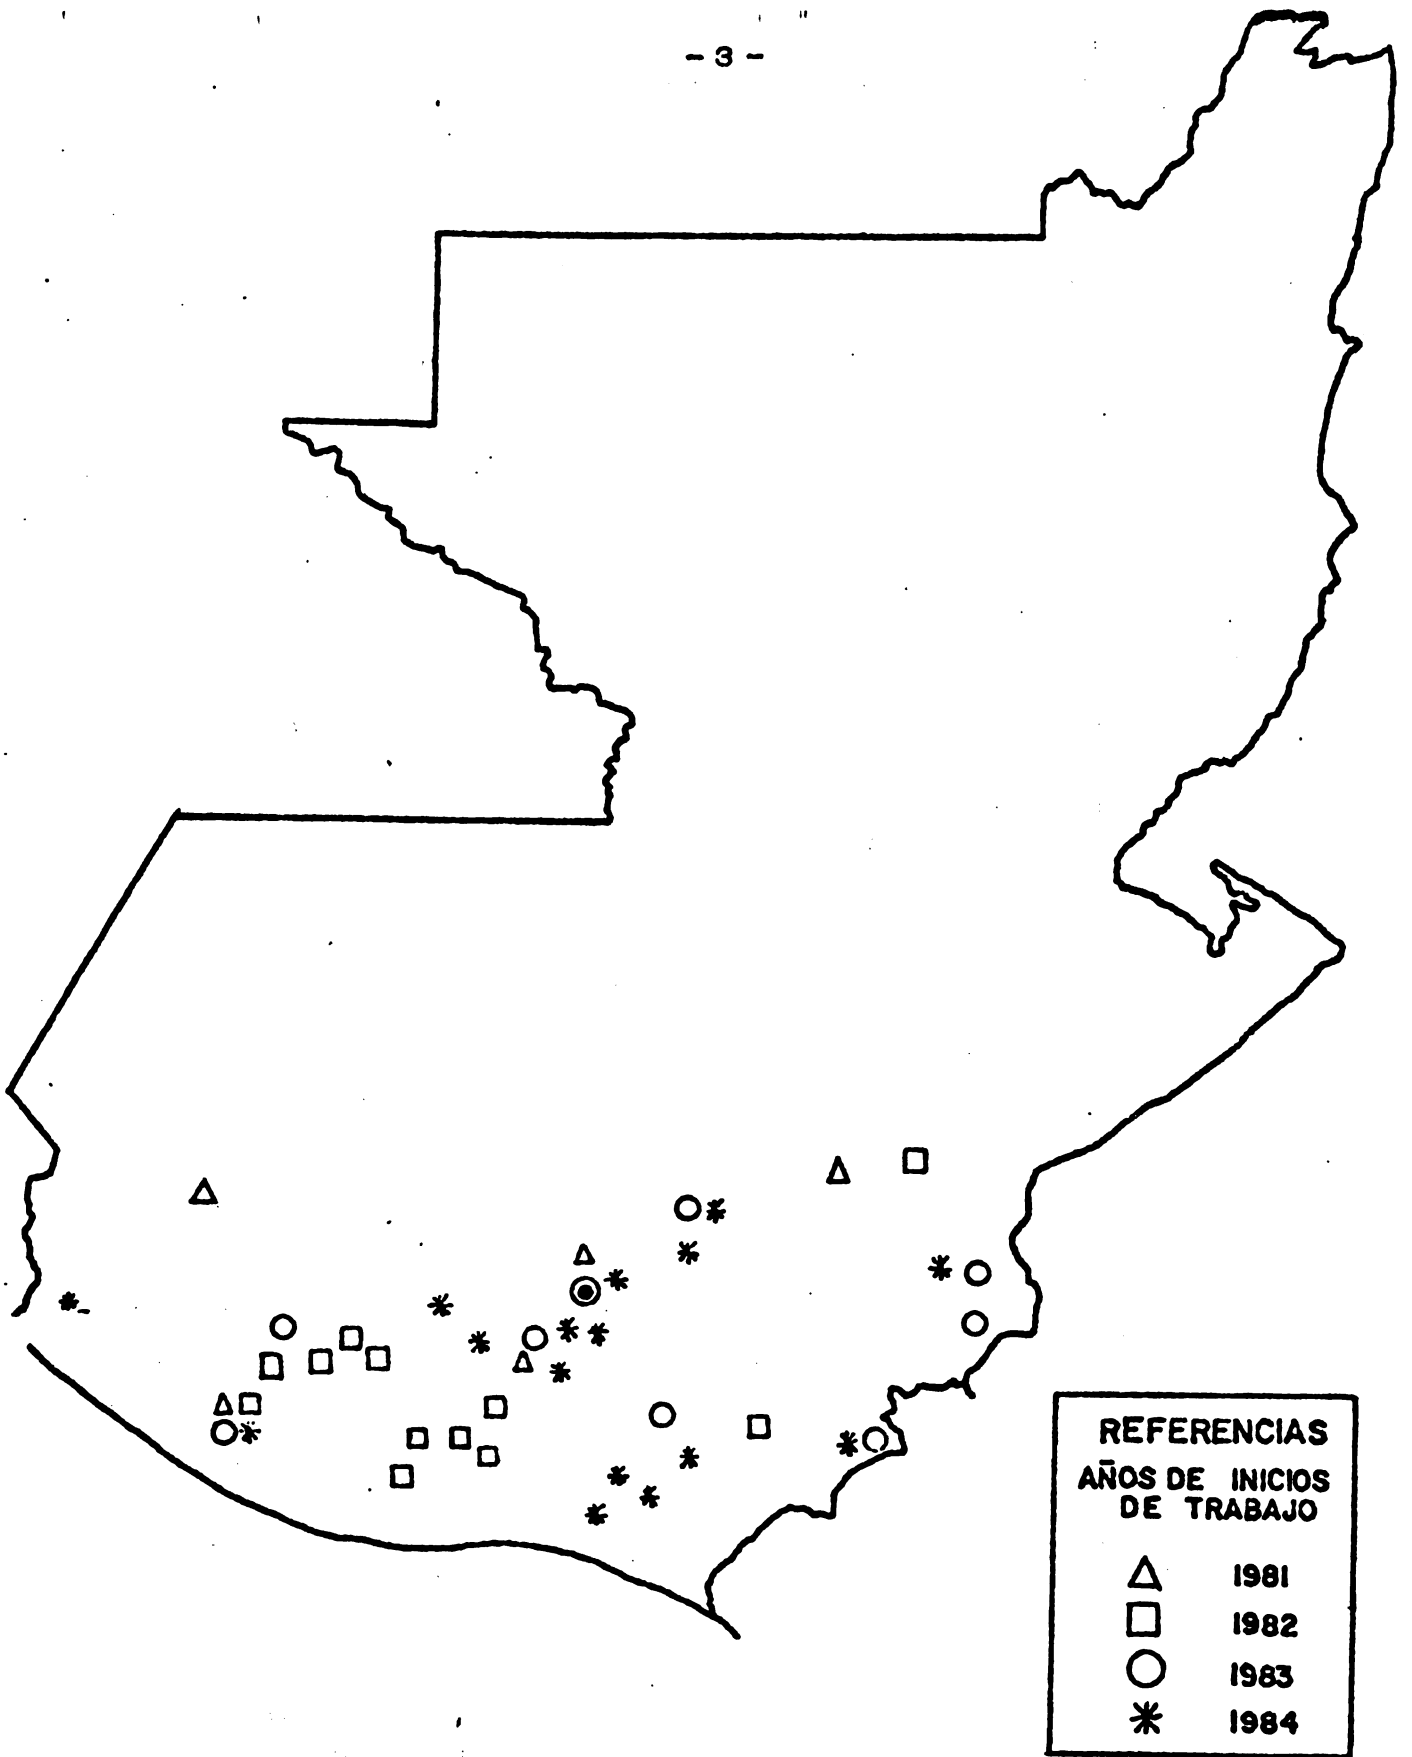 - 3 -
REFERENCIAS
AÑOS DE INICIOS
DE TRABAJO
1981
1982
1983
1984